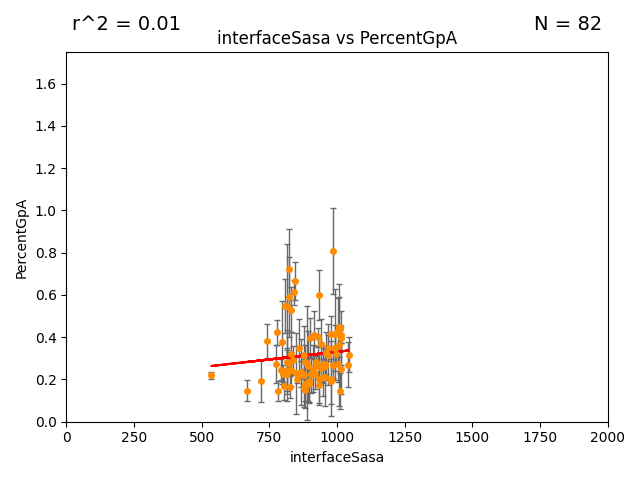 r^2 = 0.01
N = 82
interfaceSasa vs PercentGpA
PercentGpA
1.6
1.4
1.2
1.0
0.8
0.6
0.4
0.2
0.0
0 250 500 750 1000 1250 1500 1750 2000
interfaceSasa